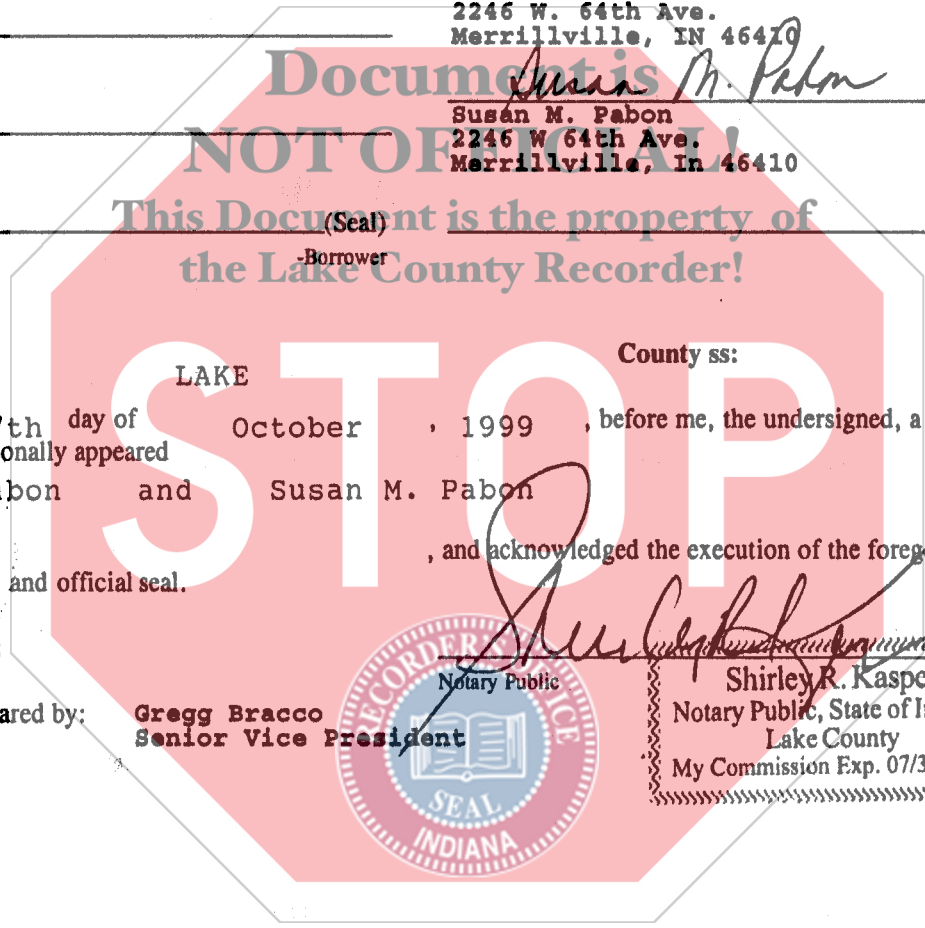 2246 W. 64th Ave.
Merrillville, IN 46410
Document is
Susan M. Pabon
Susan M. Pabon
NOT OFFICIAL!
2246 W 64th Ave.
Merrillville, In 46410
This Document is the property of
(Seal)
-Borrower
the Lake County Recorder!
STOP
County ss:
LAKE
7th day of October , 1999 , before me, the undersigned, a
onally appeared
abon and Susan M. Pabon
, and acknowledged the execution of the foreg
and official seal.
RECORDER'S OFFICE
SEAL
INDIANA
Notary Public
Shirley R. Kaspe
Notary Public, State of I
Lake County
My Commission Exp. 07/3
ared by: Gregg Bracco
Senior Vice President